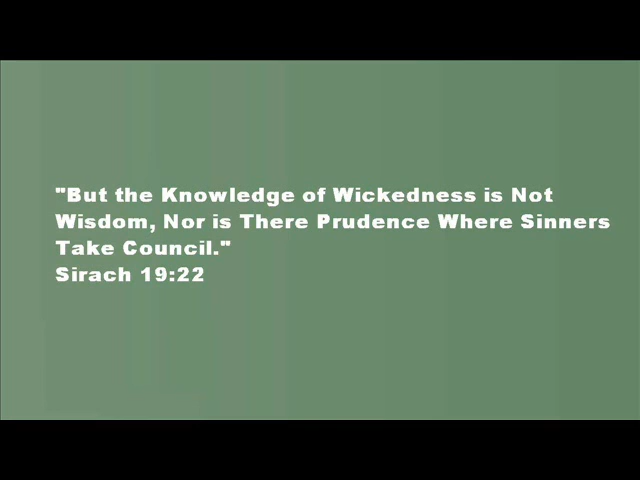 "But the Knowledge of Wickedness is Not
Wisdom, Nor is There Prudence Where Sinners
Take Council."
Sirach 19:22